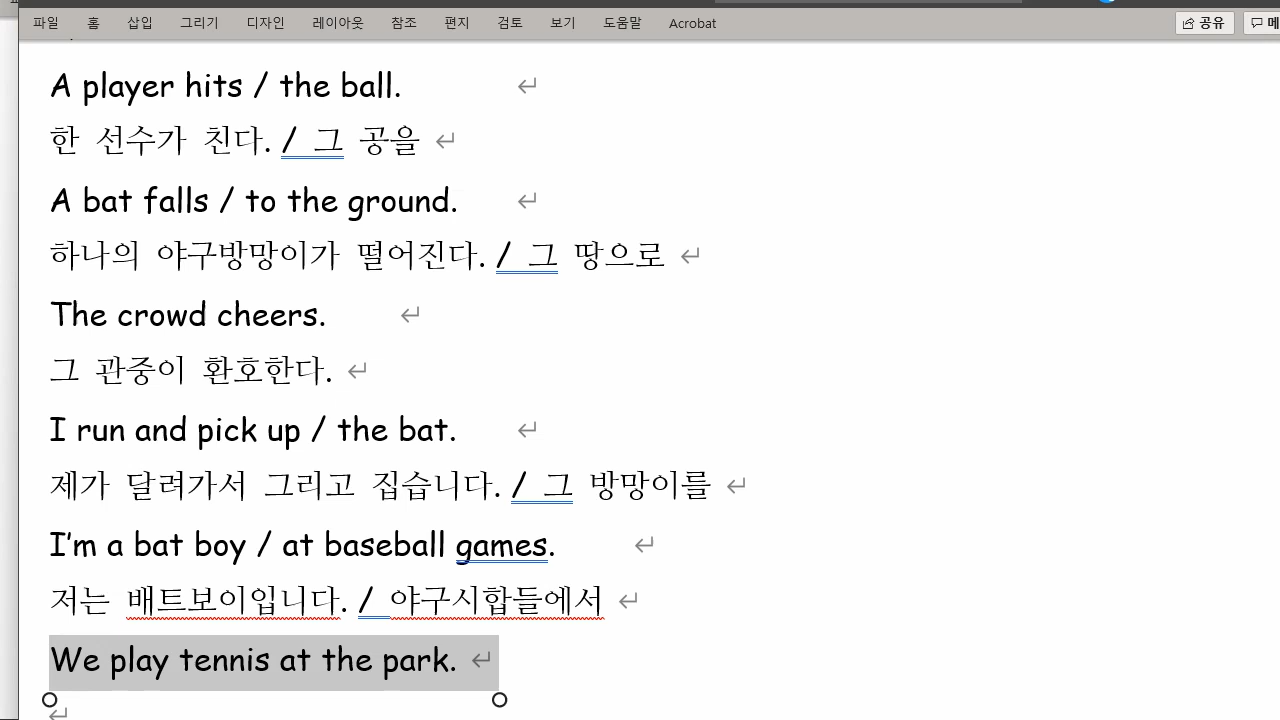 파일 홈 삽입 그리기 디자인 레이아웃 참조 편지 검토 보기 도움말 Acrobat 공유 메
A player hits / the ball.
한 선수가 친다. / 그 공을
A bat falls / to the ground.
하나의 야구방망이가 떨어진다. / 그 땅으로
The crowd cheers.
그 관중이 환호한다.
I run and pick up / the bat.
제가 달려가서 그리고 집습니다. / 그 방망이를
I’m a bat boy / at baseball games.
저는 배트보이입니다. / 야구시합들에서
We play tennis at the park.